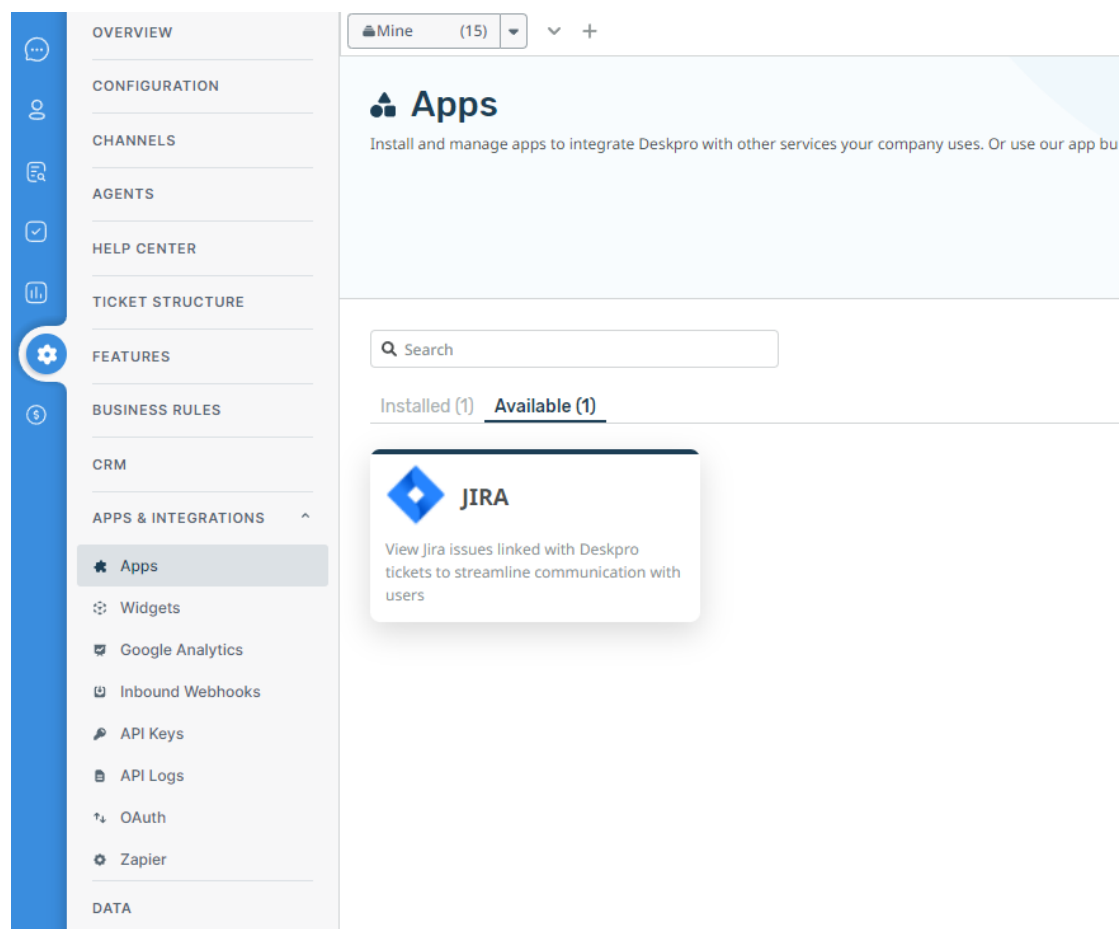 OVERVIEW
CONFIGURATION
CHANNELS
AGENTS
HELP CENTER
TICKET STRUCTURE
FEATURES
BUSINESS RULES
CRM
APPS & INTEGRATIONS
Apps
Widgets
Google Analytics
Inbound Webhooks
API Keys
API Logs
OAuth
Zapier
DATA
Mine (15)
Apps
Install and manage apps to integrate Deskpro with other services your company uses. Or use our app bu
Search
Installed (1) Available (1)
JIRA
View Jira issues linked with Deskpro
tickets to streamline communication with
users